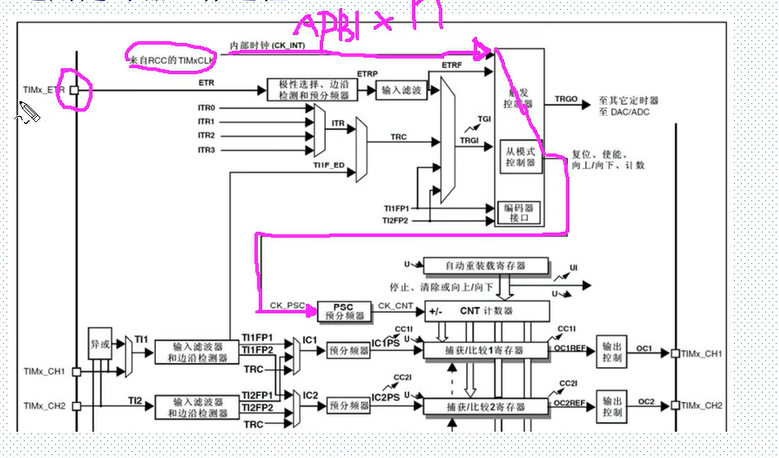 APB1 × n
内部时钟 (CK_INT)
来自RCC的TIMxCLK
ETR
TIMx_ETR
极性选择、边沿
检测和预分频器
ETRP
输入滤波
ETRF
触发
控制器
TRGO
至其它定时器
至 DAC/ADC
ITR0
ITR1
ITR2
ITR3
ITR
TI1F_ED
TRC
TGI
TRGI
从模式
控制器
复位、使能、
向上/向下、计数
TI1FP1
TI2FP2
编码器
接口
U
自动重装载寄存器
UI
停止、清除或向上/向下
U
CK_PSC
PSC
预分频器
CK_CNT
+/-
CNT 计数器
异或
TI1
输入滤波器
和边沿检测器
TI1FP1
TI1FP2
TRC
IC1
预分频器
IC1PS
CC1I
U
捕获/比较1寄存器
CC1I
OC1REF
输出
控制
OC1
TIMx_CH1
TIMx_CH1
TIMx_CH2
TI2
输入滤波器
和边沿检测器
TI2FP1
TI2FP2
TRC
IC2
预分频器
IC2PS
CC2I
U
捕获/比较2寄存器
CC2I
OC2REF
输出
控制
OC2
TIMx_CH2